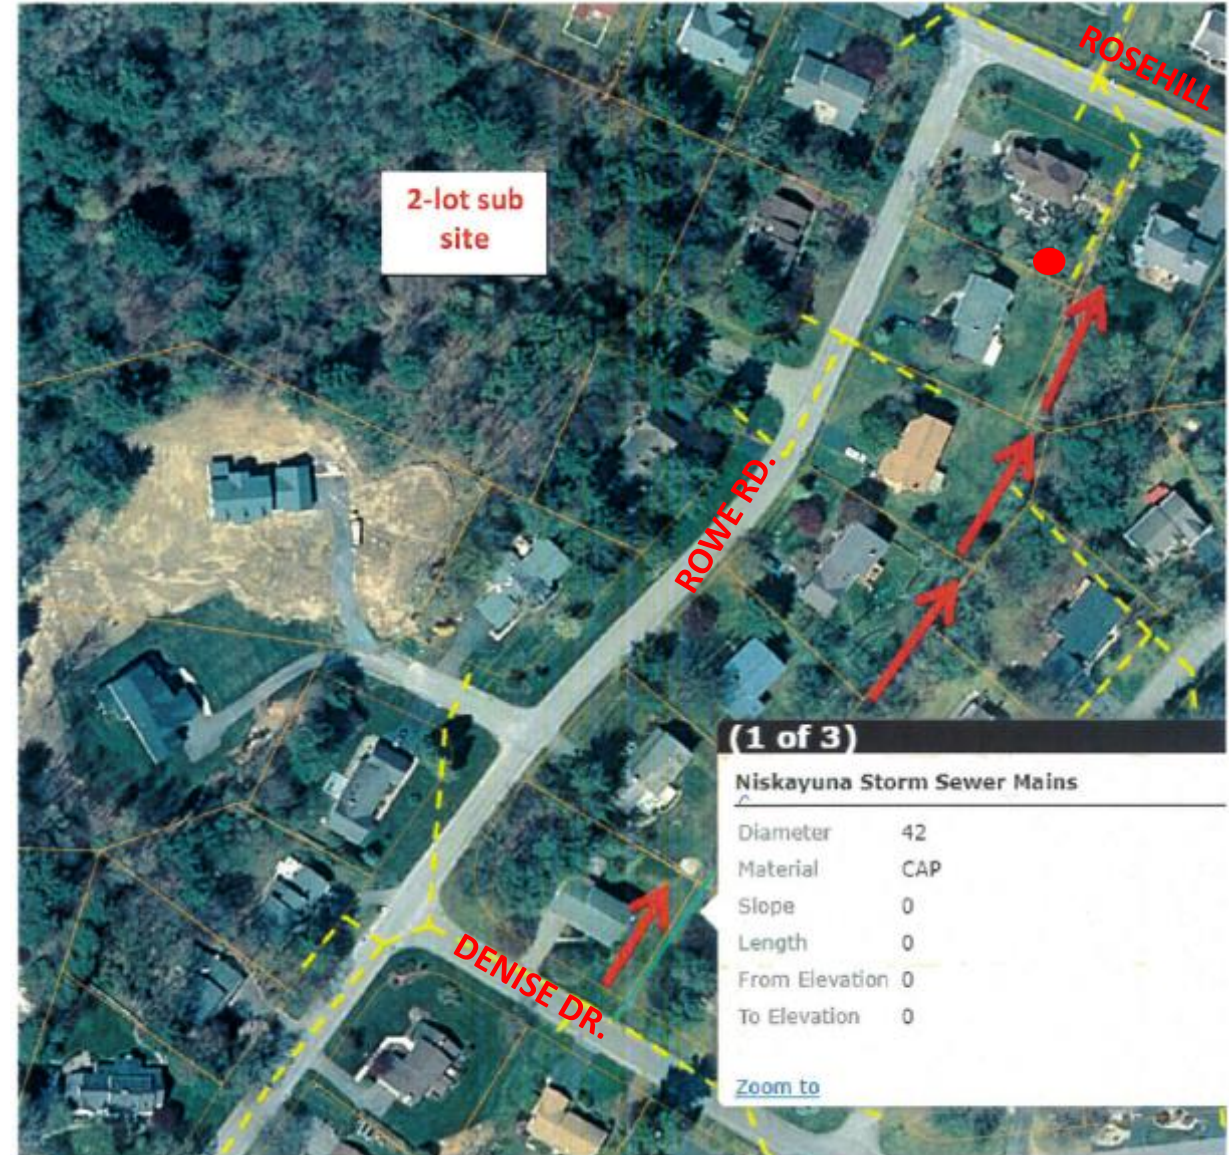 ROSEHILL
2-lot sub
site
ROWE RD.
(1 of 3)
Niskayuna Storm Sewer Mains
Diameter 42
Material CAP
Slope 0
Length 0
From Elevation 0
To Elevation 0
Zoom to
DENISE DR.